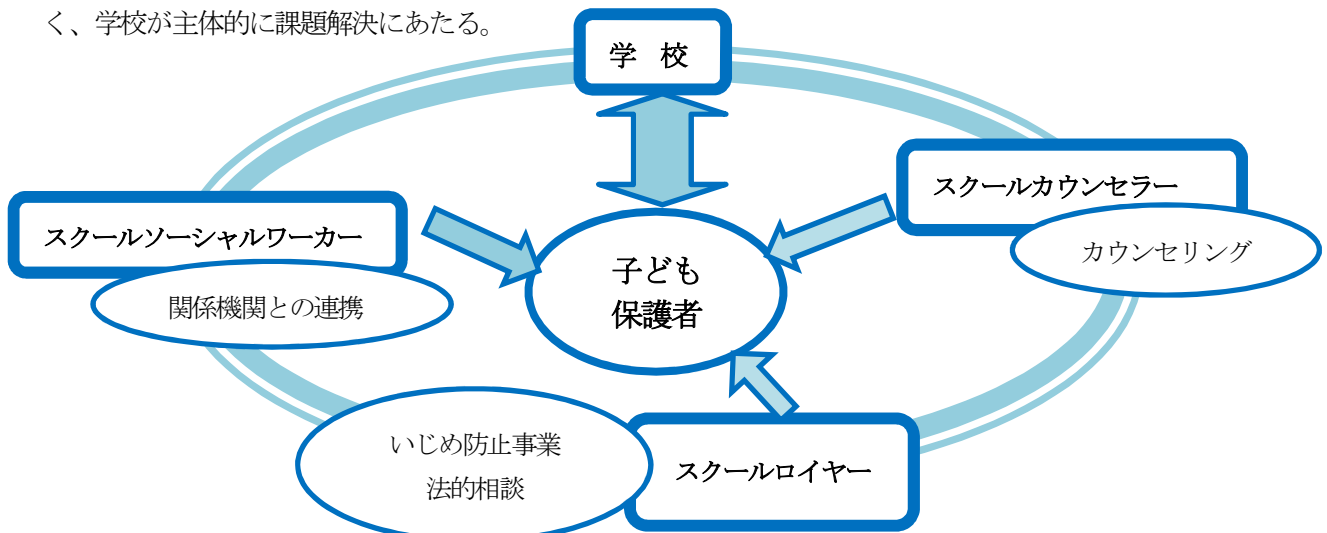 く、学校が主体的に課題解決にあたる。
学　校
スクールカウンセラー
カウンセリング
スクールソーシャルワーカー
関係機関との連携
子ども
保護者
いじめ防止事業
法的相談
スクールロイヤー